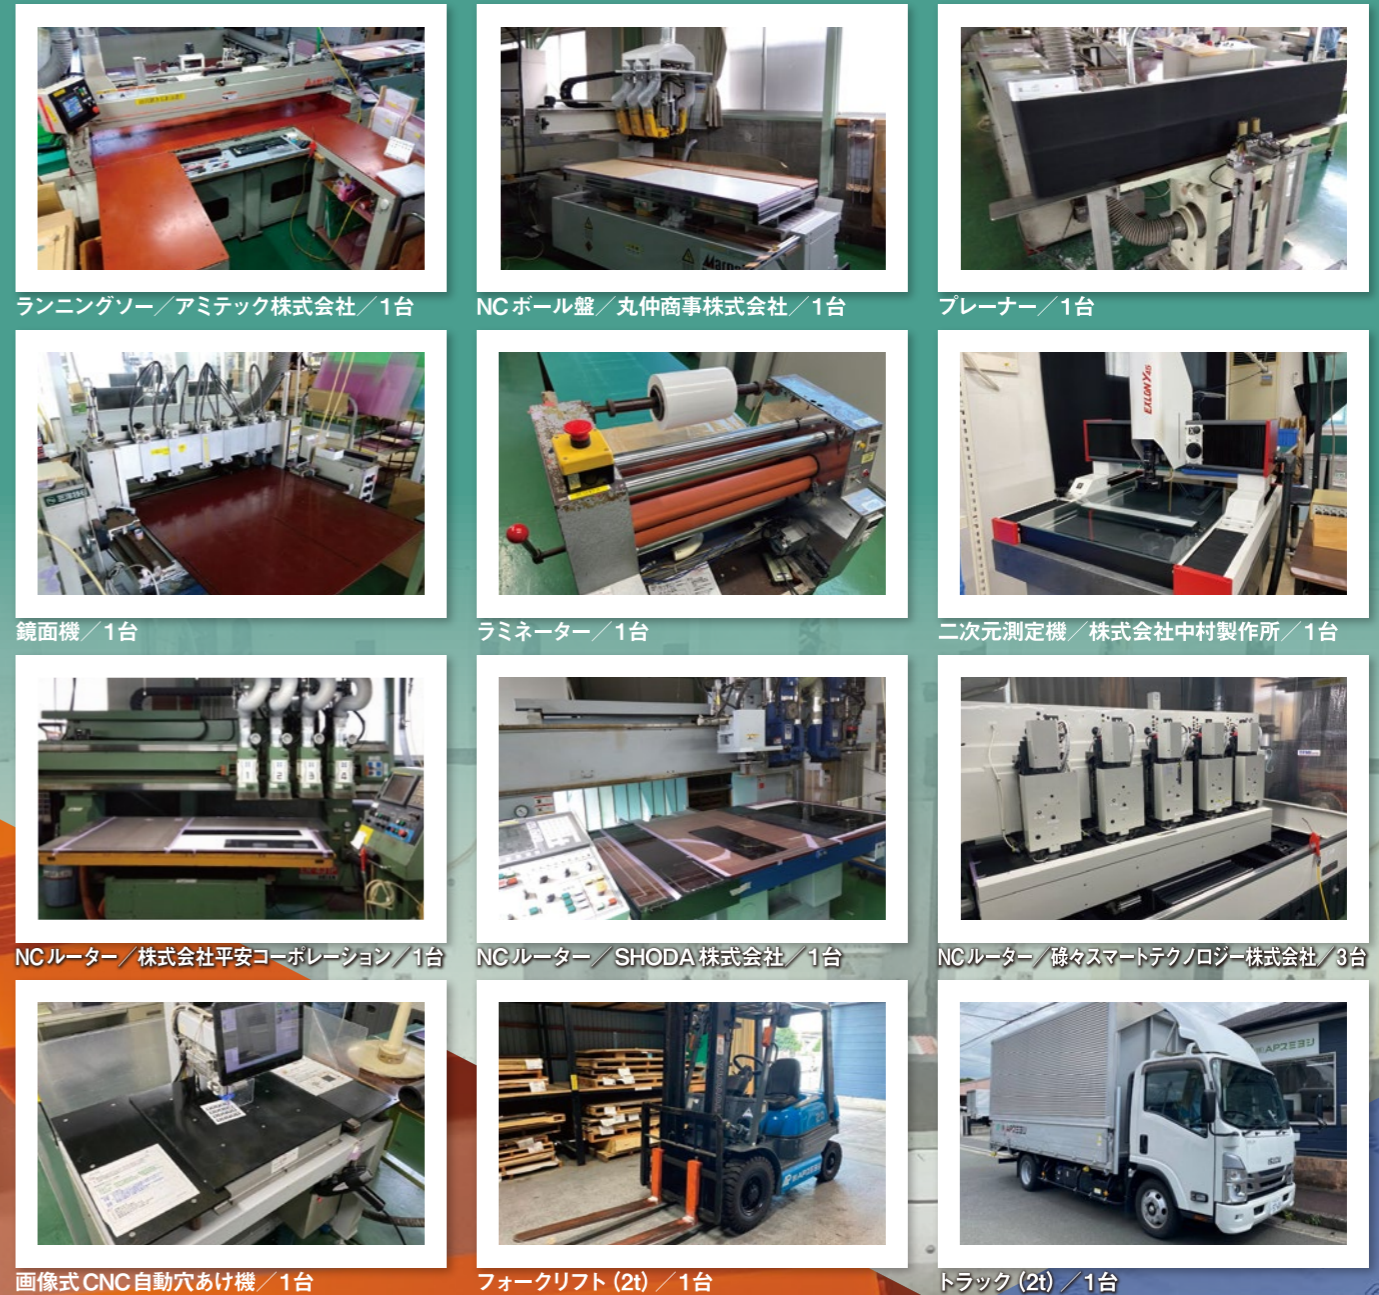 ランニングソー／アミテック株式会社／1台
NCボール盤／丸仲商事株式会社／1台
プレーナー／1台
EXLON Y45
鏡面機／1台
ラミネーター／1台
二次元測定機／株式会社中村製作所／1台
NCルーター／株式会社平安コーポレーション／1台
NCルーター／SHODA株式会社／1台
NCルーター／碌々スマートテクノロジー株式会社／3台
画像式CNC自動穴あけ機／1台
フォークリフト（2t）／1台
トラック（2t）／1台